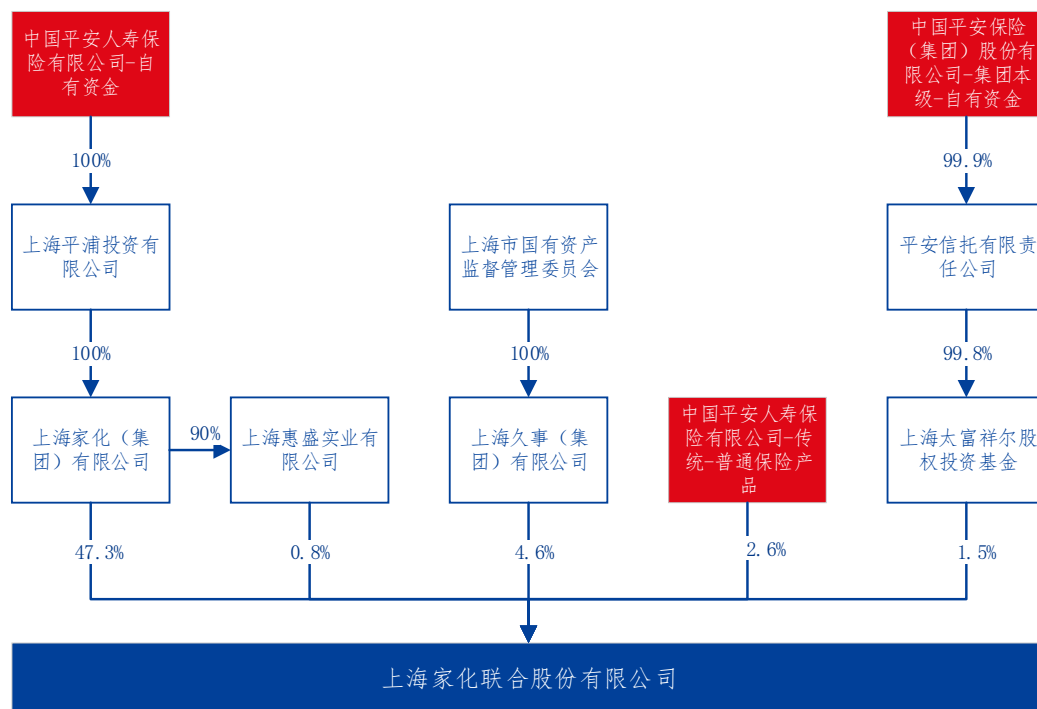 中国平安人寿保
险有限公司-自
有资金
中国平安保险
（集团）股份有
限公司-集团本
级-自有资金
100%
99.9%
上海平浦投资有
限公司
上海市国有资产
监督管理委员会
平安信托有限责
任公司
100%
100%
99.8%
上海家化（集
团）有限公司
90%
上海惠盛实业有
限公司
上海久事（集
团）有限公司
中国平安人寿保
险有限公司-传
统-普通保险产
品
上海太富祥尔股
权投资基金
47.3%
0.8%
4.6%
2.6%
1.5%
上海家化联合股份有限公司